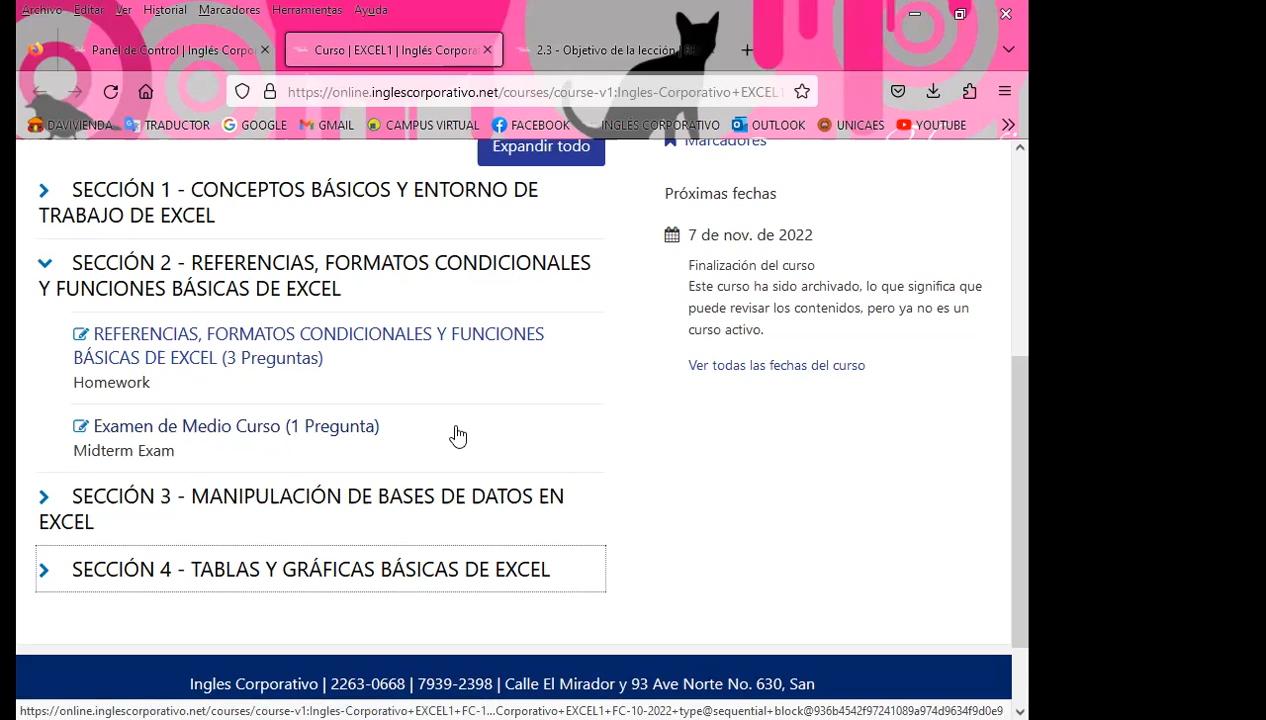 Archivo Editar Ver Historial Marcadores Herramientas Ayuda
Panel de Control | Inglés Corpo
Curso | EXCEL1 | Inglés Corpora
2.3 - Objetivo de la lección |
https://online.inglescorporativo.net/courses/course-v1:Ingles-Corporativo+EXCEL1
DAVIVIENDA TRADUCTOR GOOGLE GMAIL CAMPUS VIRTUAL FACEBOOK INGLES CORPORATIVO OUTLOOK UNICAES YOUTUBE
Expandir todo
SECCIÓN 1 - CONCEPTOS BÁSICOS Y ENTORNO DE
TRABAJO DE EXCEL
SECCIÓN 2 - REFERENCIAS, FORMATOS CONDICIONALES
Y FUNCIONES BÁSICAS DE EXCEL
REFERENCIAS, FORMATOS CONDICIONALES Y FUNCIONES
BÁSICAS DE EXCEL (3 Preguntas)
Homework
Examen de Medio Curso (1 Pregunta)
Midterm Exam
SECCIÓN 3 - MANIPULACIÓN DE BASES DE DATOS EN
EXCEL
SECCIÓN 4 - TABLAS Y GRÁFICAS BÁSICAS DE EXCEL
Marcadores
Próximas fechas
7 de nov. de 2022
Finalización del curso
Este curso ha sido archivado, lo que significa que
puede revisar los contenidos, pero ya no es un
curso activo.
Ver todas las fechas del curso
Ingles Corporativo | 2263-0668 | 7939-2398 | Calle El Mirador y 93 Ave Norte No. 630, San
https://online.inglescorporativo.net/courses/course-v1:Ingles-Corporativo+EXCEL1+FC-1...Corporativo+EXCEL1+FC-10-2022+type@sequential+block@936b4542f97241089a974d9634f9d0e9